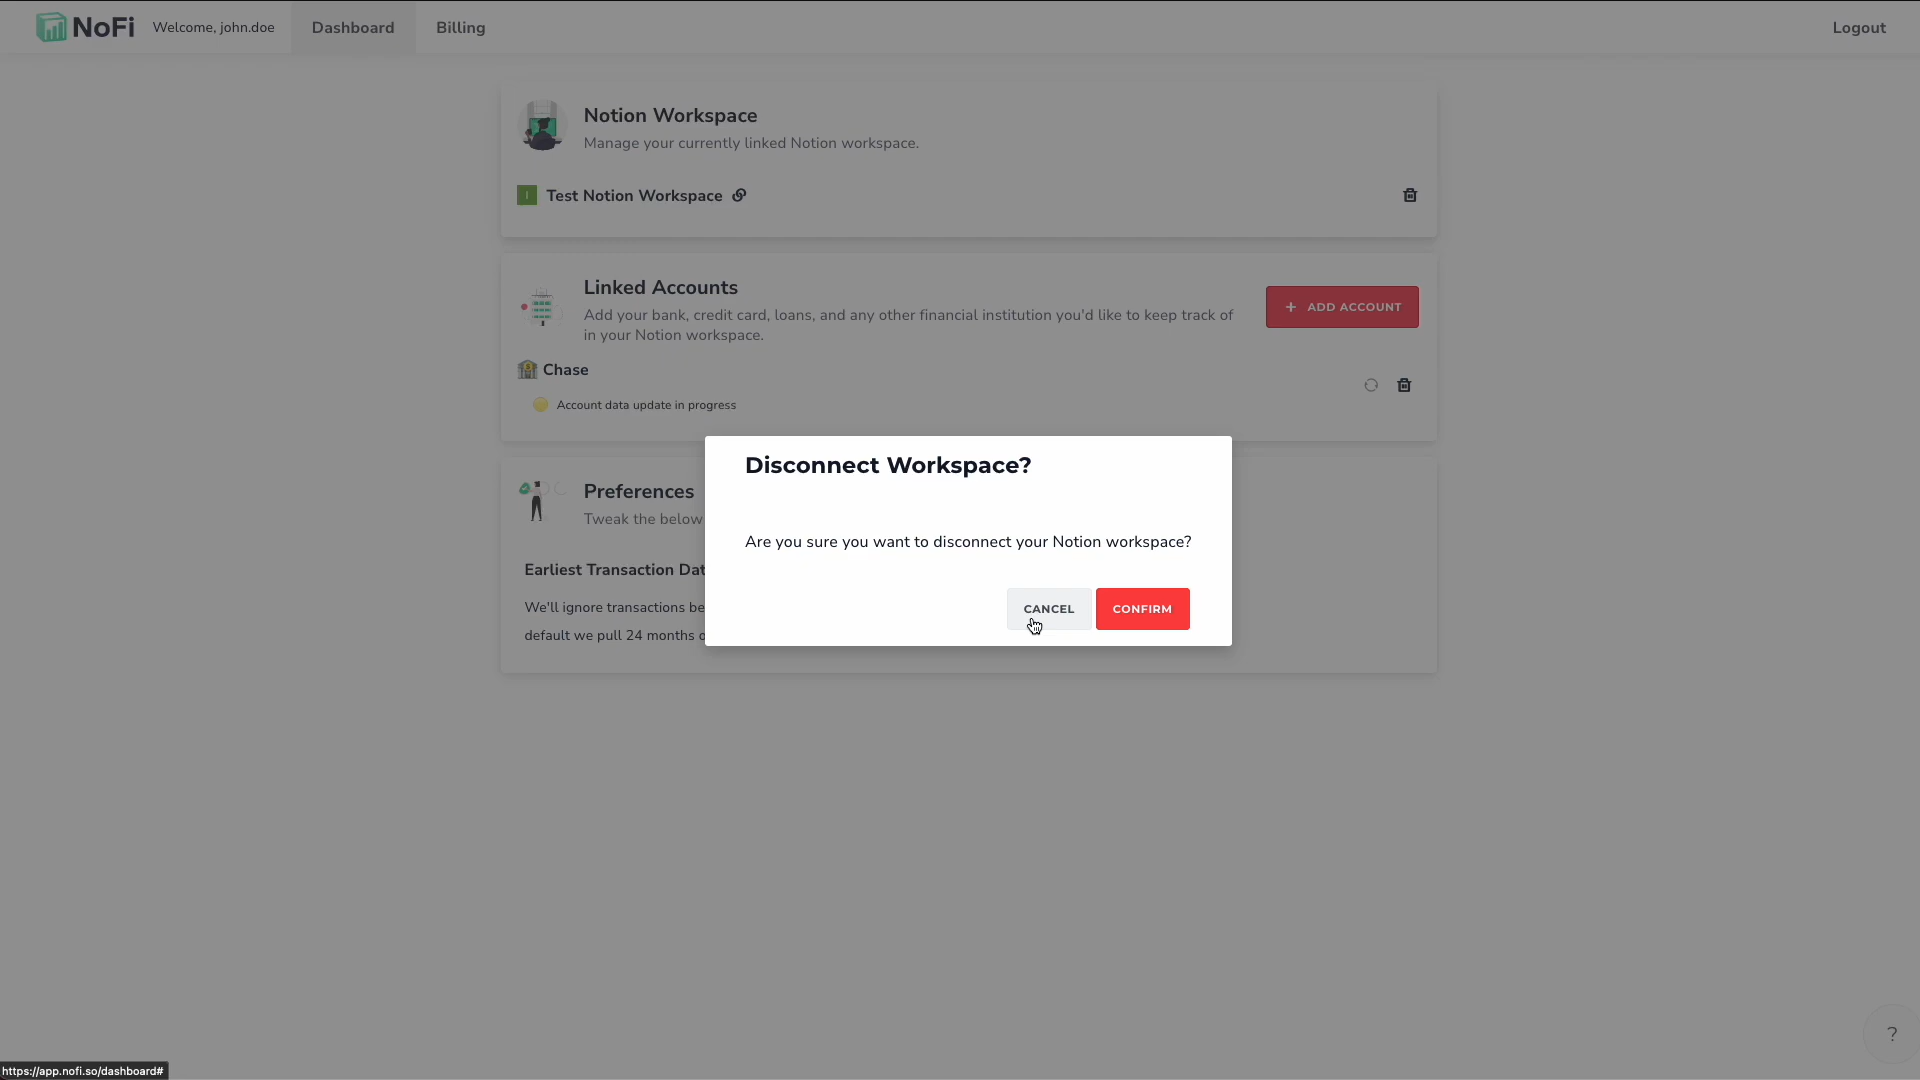 NoFi Welcome, john.doe Dashboard Billing Logout
Notion Workspace
Manage your currently linked Notion workspace.
I Test Notion Workspace
Linked Accounts
Add your bank, credit card, loans, and any other financial institution you'd like to keep track of
in your Notion workspace.
+ ADD ACCOUNT
Chase
Account data update in progress
Disconnect Workspace?
Are you sure you want to disconnect your Notion workspace?
CANCEL CONFIRM
Preferences
Tweak the below
Earliest Transaction Dat
We'll ignore transactions be
default we pull 24 months o
?
https://app.nofi.so/dashboard#